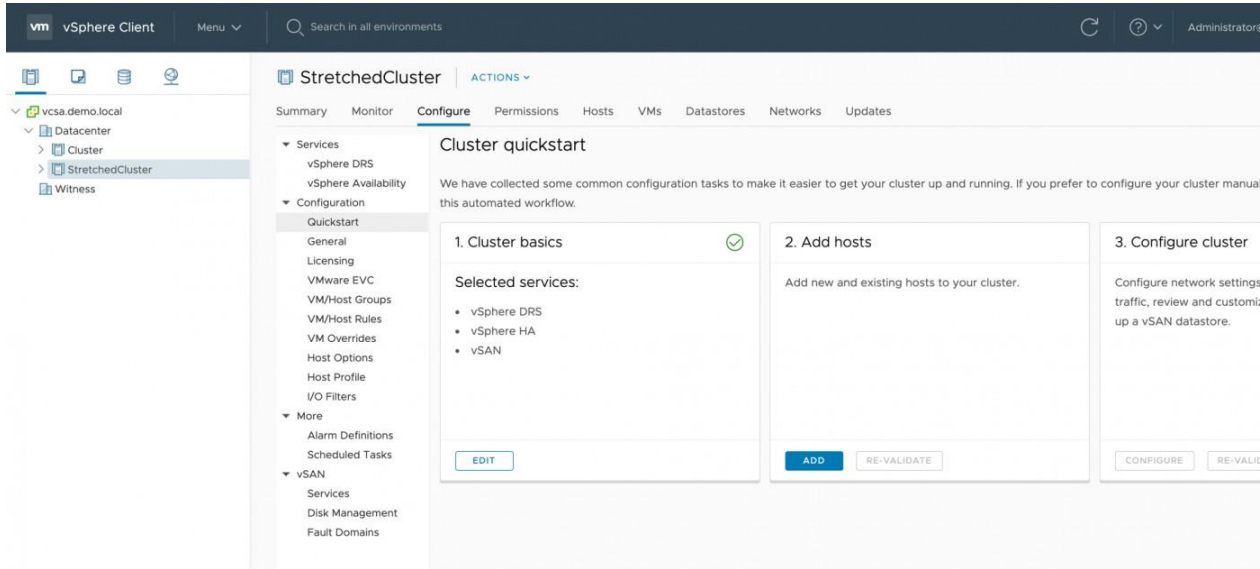 vm vSphere Client Menu Search in all environments Administrator@
StretchedCluster ACTIONS
Summary Monitor Configure Permissions Hosts VMs Datastores Networks Updates
vcsa.demo.local
Datacenter
Cluster
StretchedCluster
Witness
Services
vSphere DRS
vSphere Availability
Configuration
Quickstart
General
Licensing
VMware EVC
VM/Host Groups
VM/Host Rules
VM Overrides
Host Options
Host Profile
I/O Filters
More
Alarm Definitions
Scheduled Tasks
vSAN
Services
Disk Management
Fault Domains
Cluster quickstart
We have collected some common configuration tasks to make it easier to get your cluster up and running. If you prefer to configure your cluster manual
this automated workflow.
1. Cluster basics
Selected services:
• vSphere DRS
• vSphere HA
• vSAN
EDIT
2. Add hosts
Add new and existing hosts to your cluster.
ADD RE-VALIDATE
3. Configure cluster
Configure network settings
traffic, review and customiz
up a vSAN datastore.
CONFIGURE RE-VALID